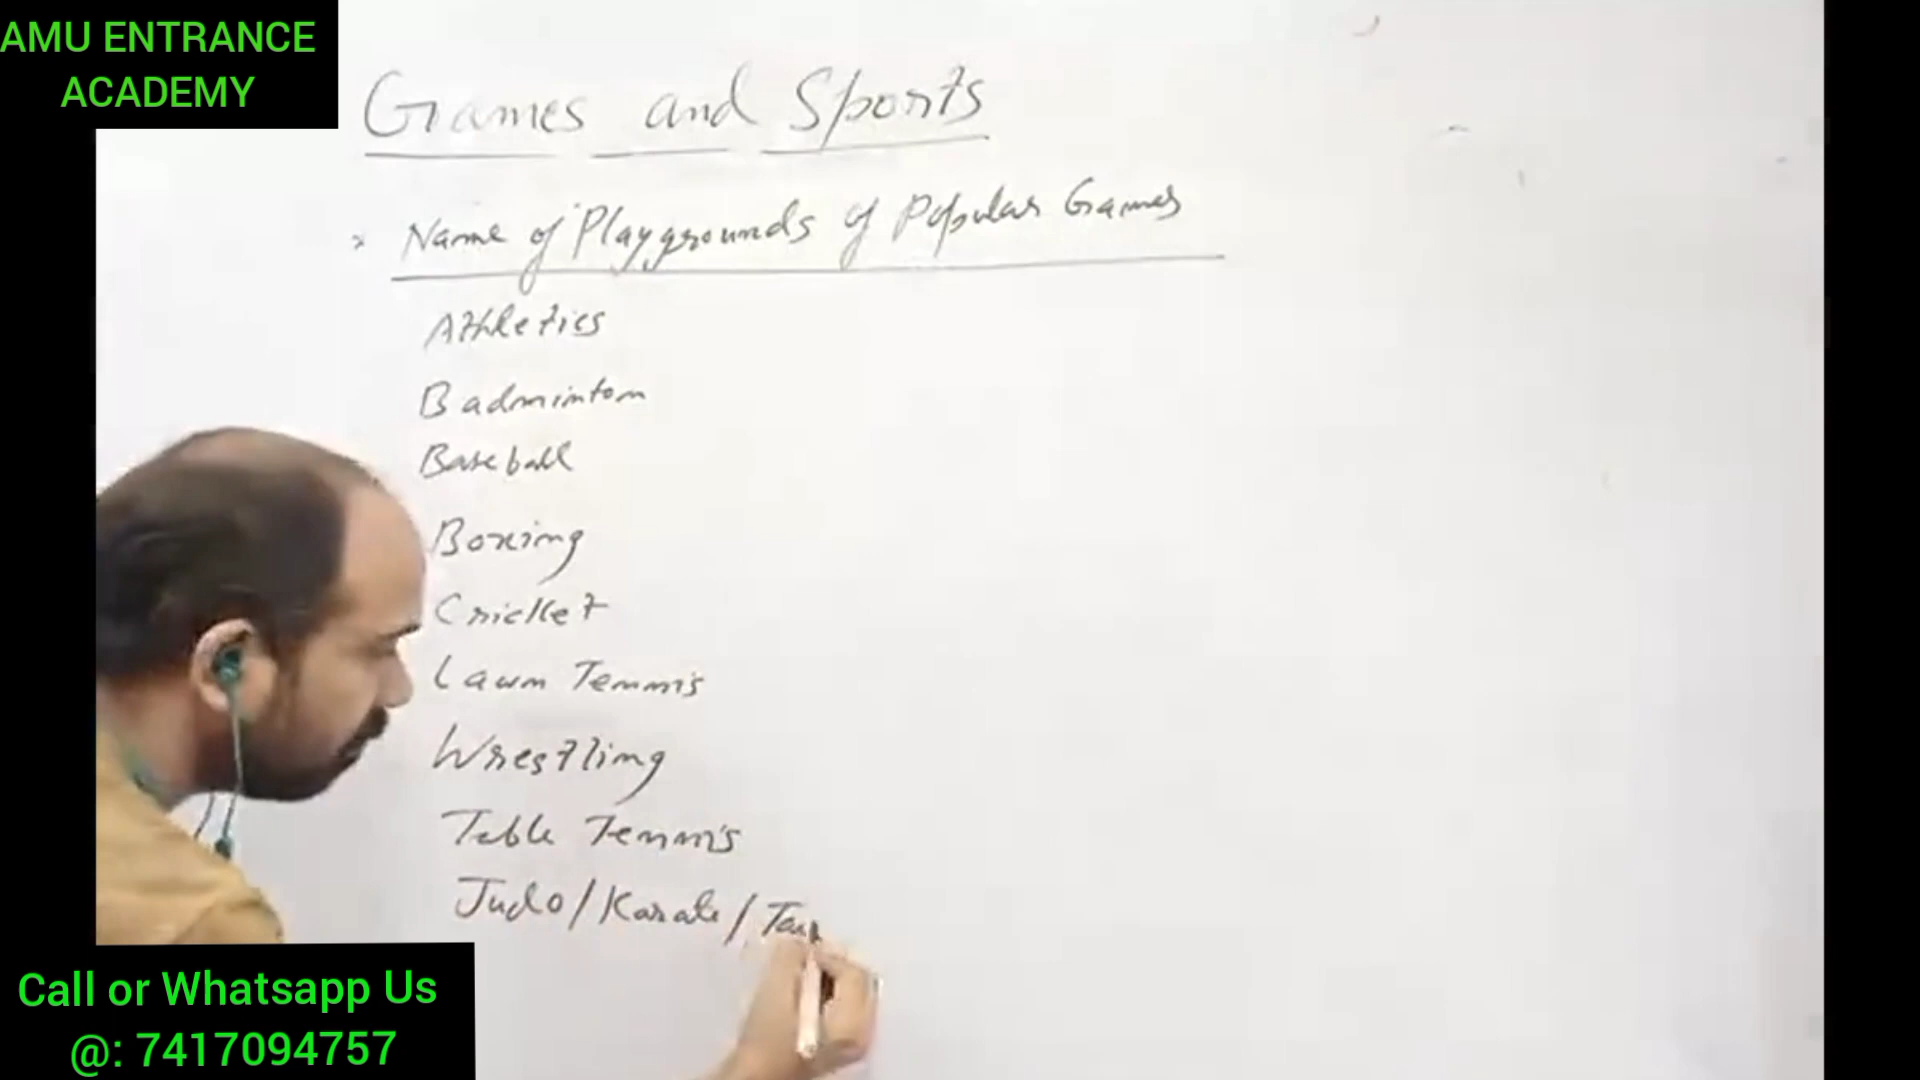 AMU ENTRANCE
ACADEMY
Games and Sports
Name of Playgrounds of Popular Games
Athletics
Badminton
Baseball
Boxing
Cricket
Lawn Tennis
Wrestling
Table Tennis
Judo/Karate/
Call or Whatsapp Us
@: 7417094757